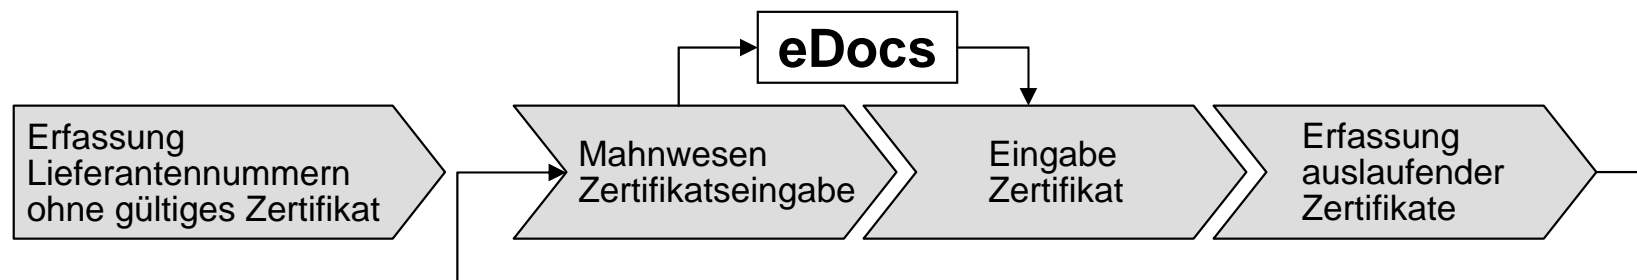 eDocs
Erfassung
Lieferantennummern
ohne gültiges Zertifikat
Mahnwesen
Zertifikatseingabe
Eingabe
Zertifikat
Erfassung
auslaufender
Zertifikate